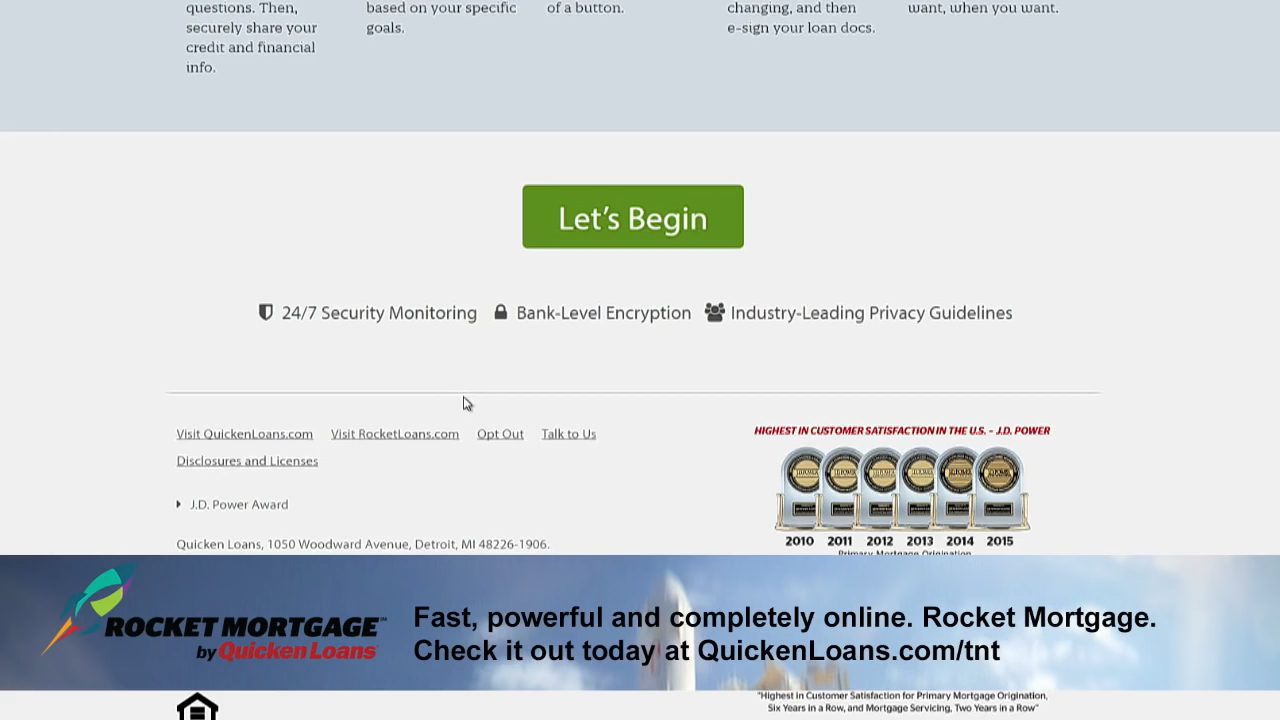 questions. Then,
securely share your
credit and financial
info.
based on your specific
goals.
of a button.
changing, and then
e-sign your loan docs.
want, when you want.
Let's Begin
24/7 Security Monitoring Bank-Level Encryption Industry-Leading Privacy Guidelines
Visit QuickenLoans.com Visit RocketLoans.com Opt Out Talk to Us
Disclosures and Licenses
J.D. Power Award
Quicken Loans, 1050 Woodward Avenue, Detroit, MI 48226-1906.
HIGHEST IN CUSTOMER SATISFACTION IN THE U.S. – J.D. POWER
2010 2011 2012 2013 2014 2015
Primary Mortgage Origination
ROCKET MORTGAGE™
by Quicken Loans
Fast, powerful and completely online. Rocket Mortgage.
Check it out today at QuickenLoans.com/tnt
"Highest in Customer Satisfaction for Primary Mortgage Origination,
Six Years in a Row, and Mortgage Servicing, Two Years in a Row"